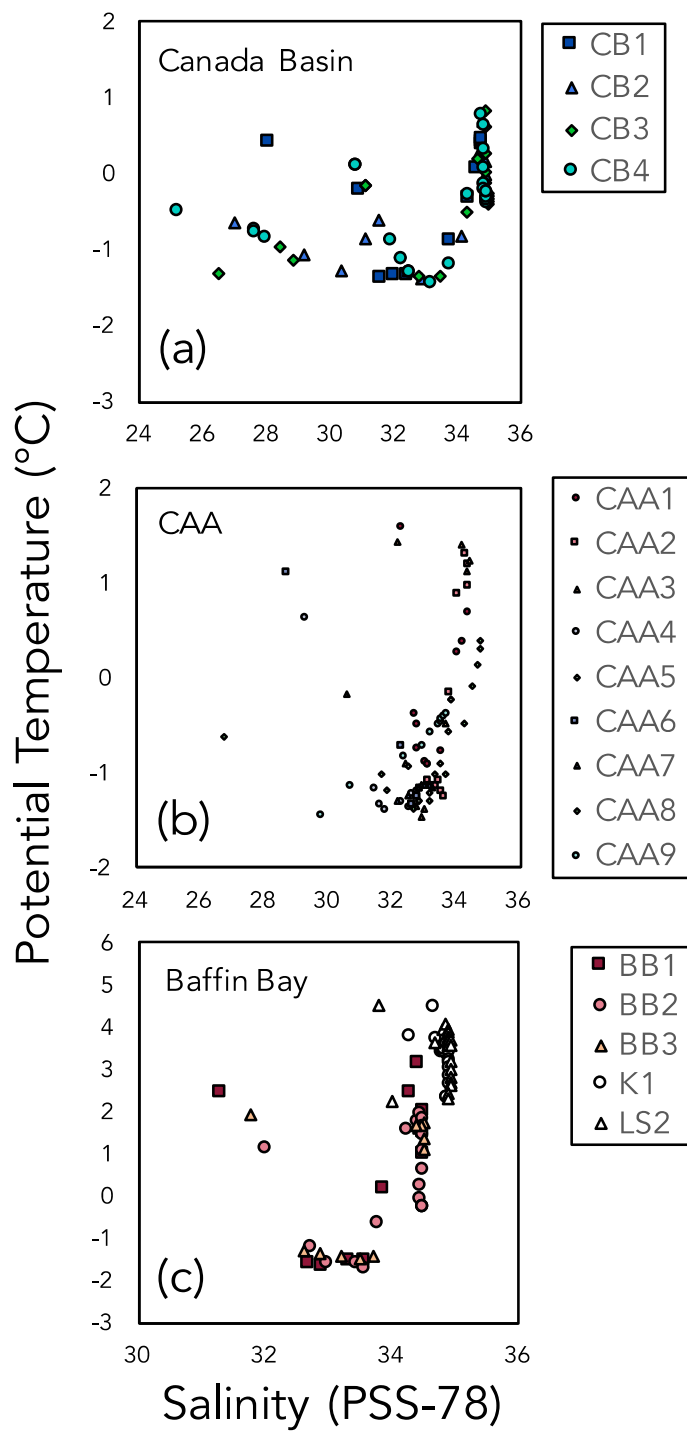 Potential Temperature (°C)
2
1
0
-1
-2
-3
Canada Basin
(a)
24 26 28 30 32 34 36
CB1
CB2
CB3
CB4
2
1
0
-1
-2
CAA
(b)
24 26 28 30 32 34 36
CAA1
CAA2
CAA3
CAA4
CAA5
CAA6
CAA7
CAA8
CAA9
6
5
4
3
2
1
0
-1
-2
-3
Baffin Bay
(c)
30 32 34 36
BB1
BB2
BB3
K1
LS2
Salinity (PSS-78)